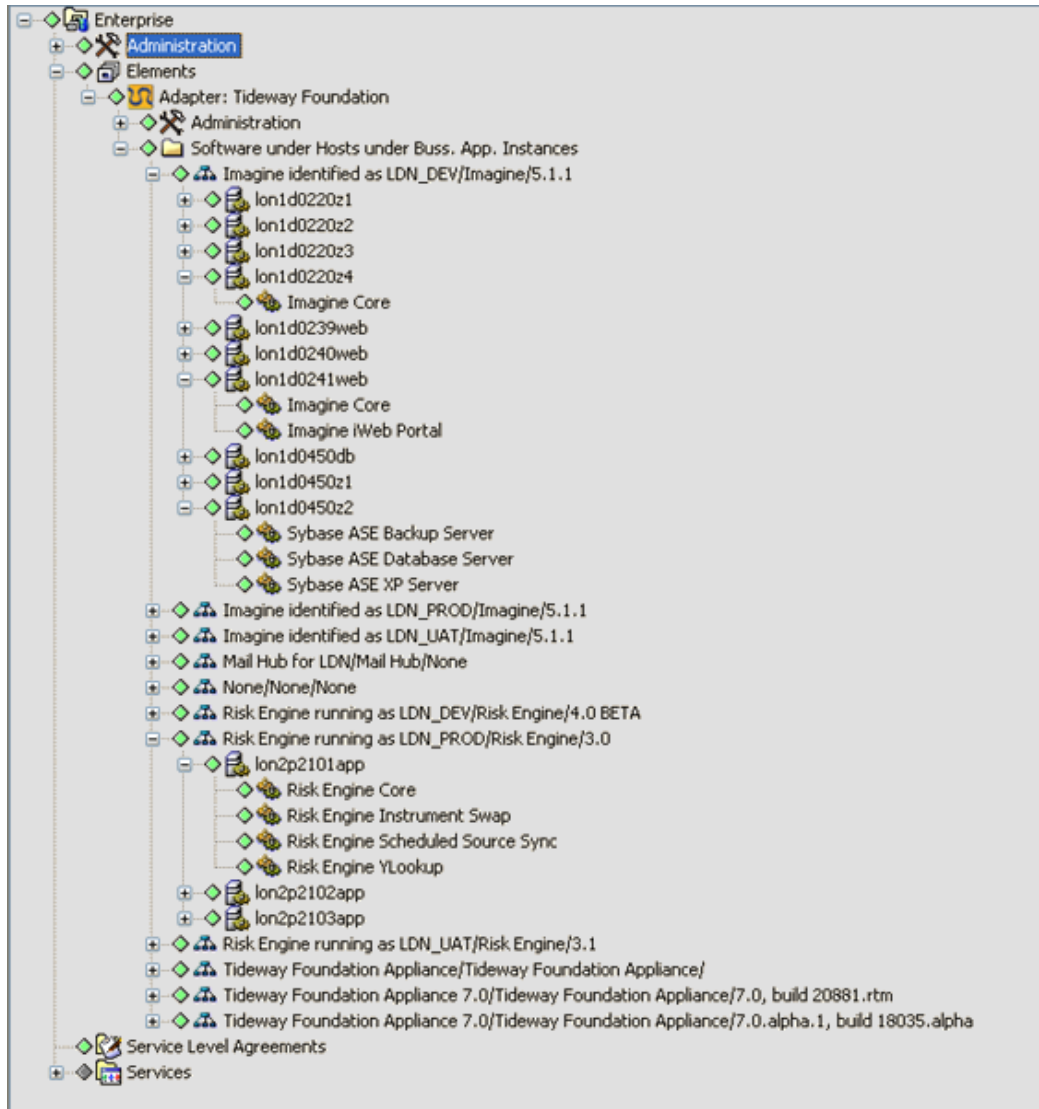 Enterprise
Administration
Elements
Adapter: Tideway Foundation
Administration
Software under Hosts under Buss. App. Instances
Imagine identified as LDN_DEV/Imagine/5.1.1
lon1d0220z1
lon1d0220z2
lon1d0220z3
lon1d0220z4
Imagine Core
lon1d0239web
lon1d0240web
lon1d0241web
Imagine Core
Imagine iWeb Portal
lon1d0450db
lon1d0450z1
lon1d0450z2
Sybase ASE Backup Server
Sybase ASE Database Server
Sybase ASE XP Server
Imagine identified as LDN_PROD/Imagine/5.1.1
Imagine identified as LDN_UAT/Imagine/5.1.1
Mail Hub for LDN/Mail Hub/None
None/None/None
Risk Engine running as LDN_DEV/Risk Engine/4.0 BETA
Risk Engine running as LDN_PROD/Risk Engine/3.0
lon2p2101app
Risk Engine Core
Risk Engine Instrument Swap
Risk Engine Scheduled Source Sync
Risk Engine YLookup
lon2p2102app
lon2p2103app
Risk Engine running as LDN_UAT/Risk Engine/3.1
Tideway Foundation Appliance/Tideway Foundation Appliance/
Tideway Foundation Appliance 7.0/Tideway Foundation Appliance/7.0, build 20881.rtm
Tideway Foundation Appliance 7.0/Tideway Foundation Appliance/7.0.alpha.1, build 18035.alpha
Service Level Agreements
Services